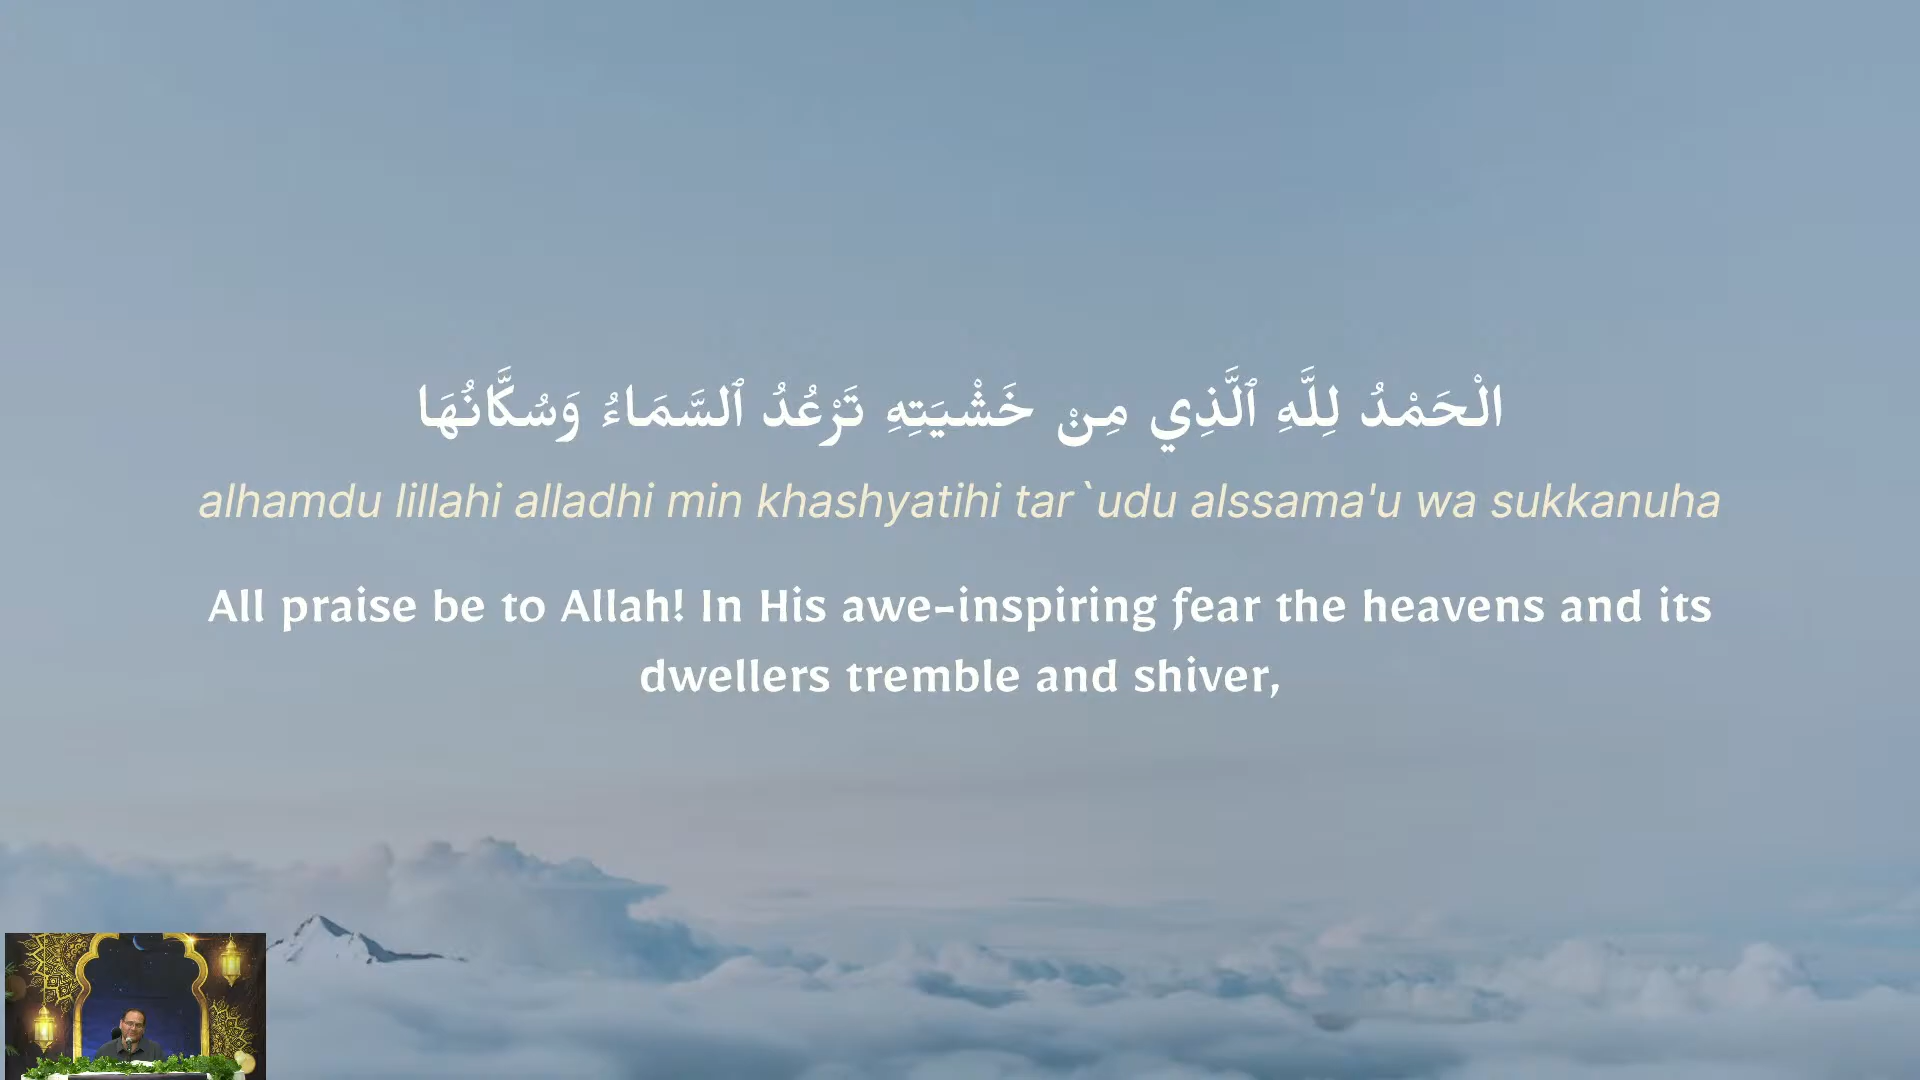 الْحَمْدُ لِلَّهِ ٱلَّذِي مِنْ خَشْيَتِهِ تَرْعُدُ ٱلسَّمَاءُ وَسُكَّانُهَا
alhamdu lillahi alladhi min khashyatihi tar`udu alssama'u wa sukkanuha
All praise be to Allah! In His awe-inspiring fear the heavens and its
dwellers tremble and shiver,